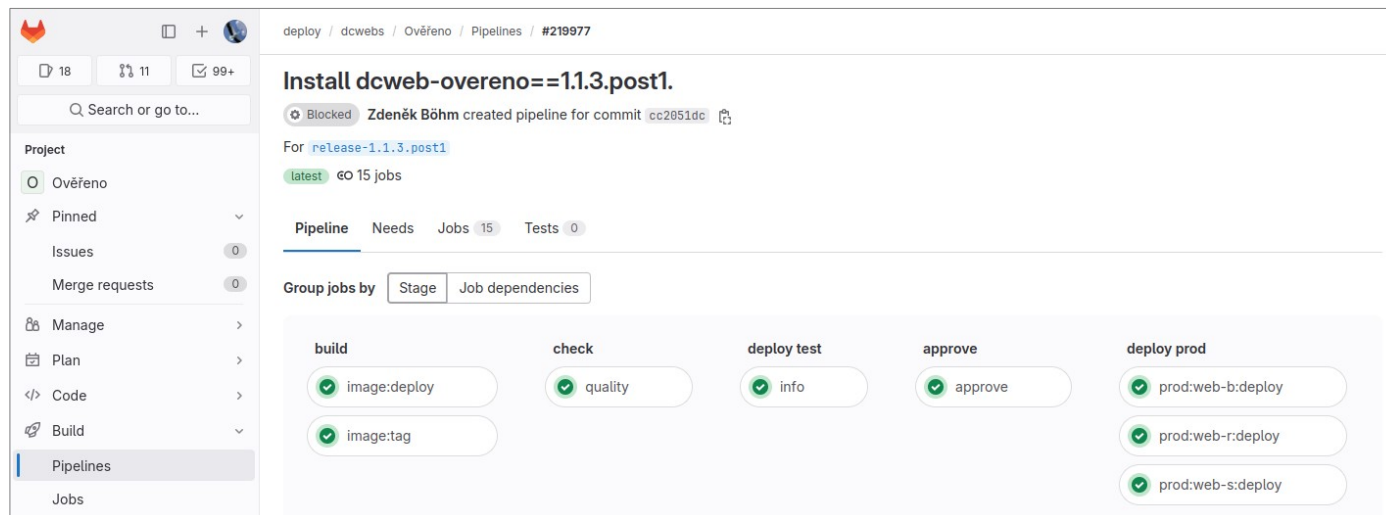 deploy / dcwebs / Ověřeno / Pipelines / #219977
18 11 99+
Search or go to...
Project
O Ověřeno
Pinned
Issues 0
Merge requests 0
Manage
Plan
Code
Build
Pipelines
Jobs
Install dcweb-overeno==1.1.3.post1.
Blocked Zdeněk Böhm created pipeline for commit cc2051dc
For release-1.1.3.post1
latest 15 jobs
Pipeline Needs Jobs 15 Tests 0
Group jobs by Stage Job dependencies
build
image:deploy
image:tag
check
quality
deploy test
info
approve
approve
deploy prod
prod:web-b:deploy
prod:web-r:deploy
prod:web-s:deploy